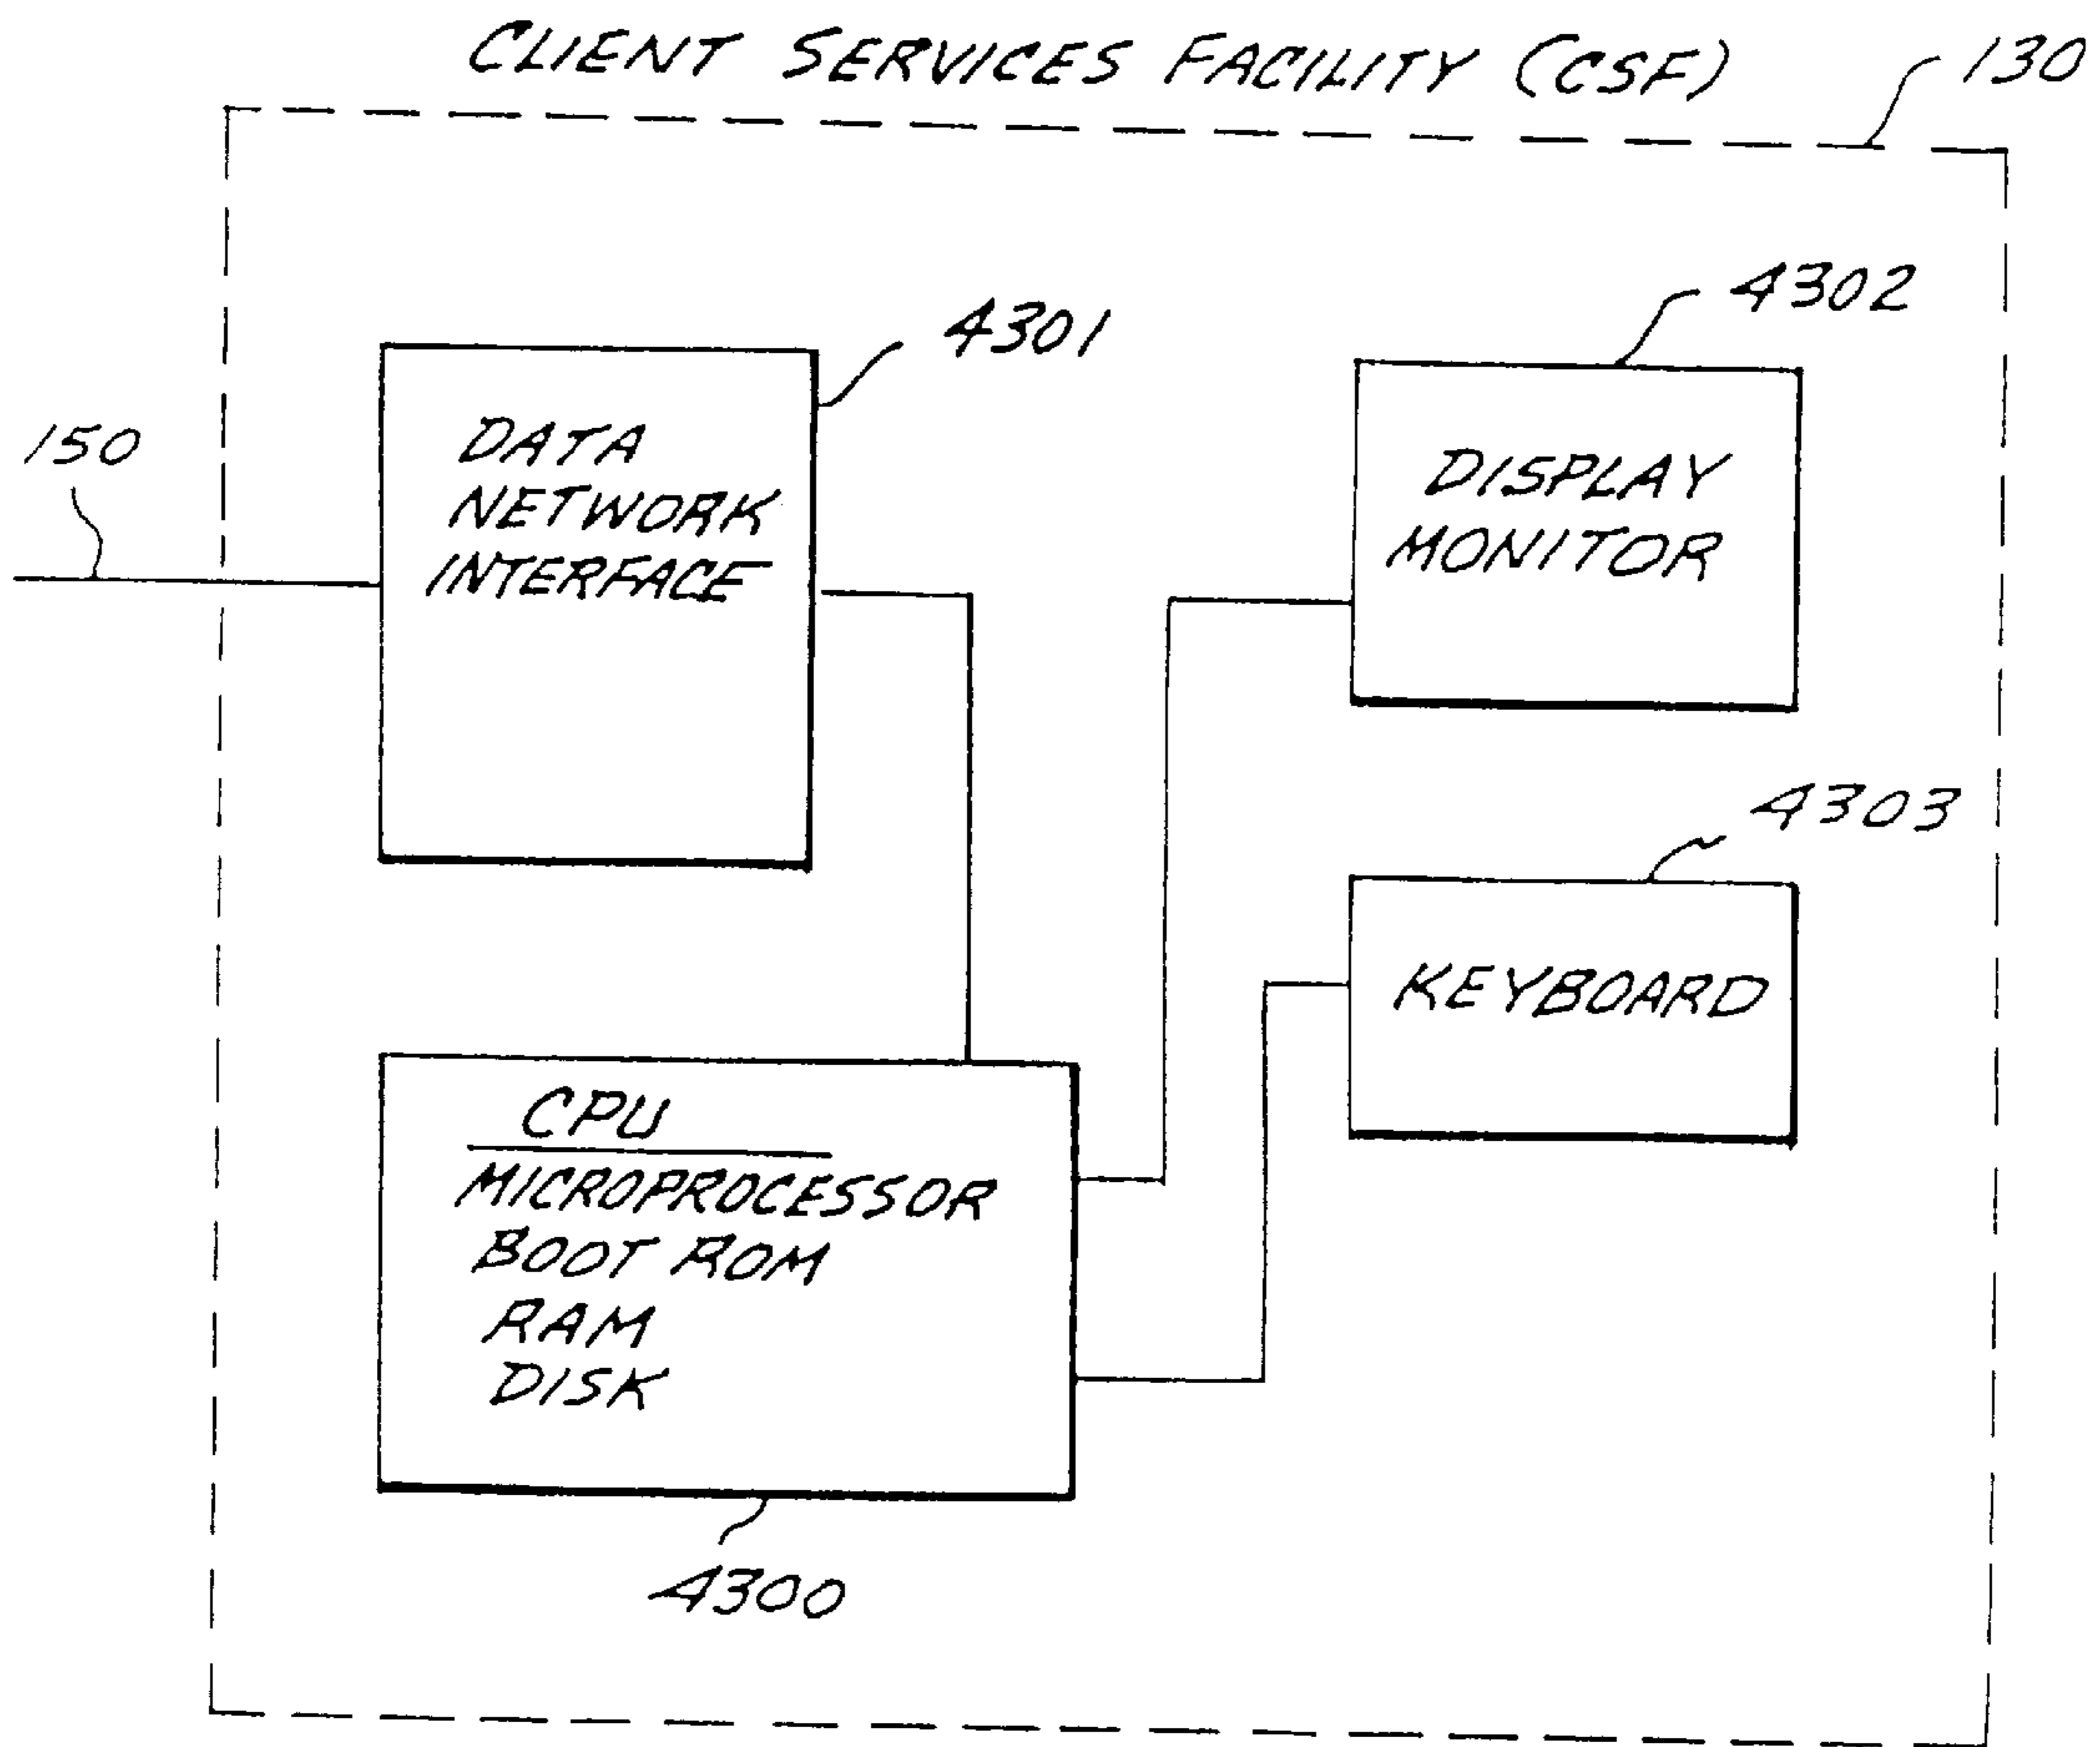 CLIENT SERVICES FACILITY (CSF)
130
4302
4301
150
DATA
NETWORK
INTERFACE
DISPLAY
MONITOR
4303
KEYBOARD
CPU
MICROPROCESSOR
BOOT ROM
RAM
DISK
4300